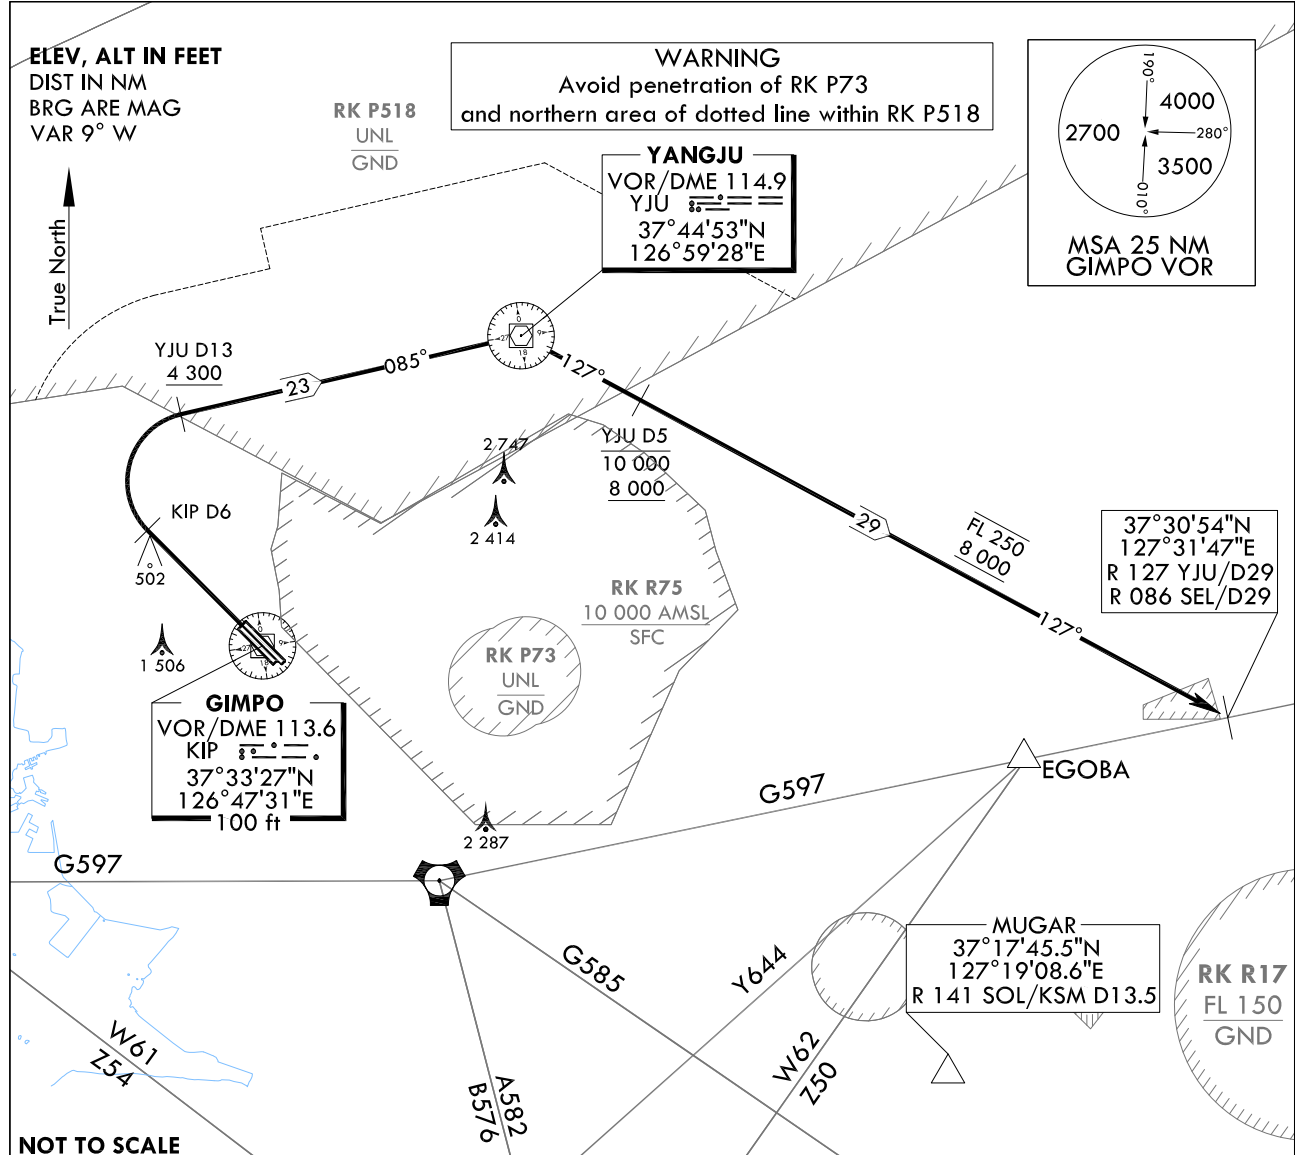 ELEV, ALT IN FEET
DIST IN NM
BRG ARE MAG
VAR 9° W
True North
RK P518
UNL
GND
WARNING
Avoid penetration of RK P73
and northern area of dotted line within RK P518
190°
4000
2700
280°
3500
010°
MSA 25 NM
GIMPO VOR
YANGJU
VOR/DME 114.9
YJU
37°44'53"N
126°59'28"E
YJU D13
4 300
23
085°
0
9
18
27
127°
YJU D5
10 000
8 000
2 747
2 414
KIP D6
502
1 506
0
9
18
27
GIMPO
VOR/DME 113.6
KIP
37°33'27"N
126°47'31"E
100 ft
RK R75
10 000 AMSL
SFC
RK P73
UNL
GND
29
FL 250
8 000
127°
37°30'54"N
127°31'47"E
R 127 YJU/D29
R 086 SEL/D29
EGOBA
G597
2 287
G597
G585
Y644
W62
Z50
A582
B576
W61
Z54
MUGAR
37°17'45.5"N
127°19'08.6"E
R 141 SOL/KSM D13.5
RK R17
FL 150
GND
NOT TO SCALE